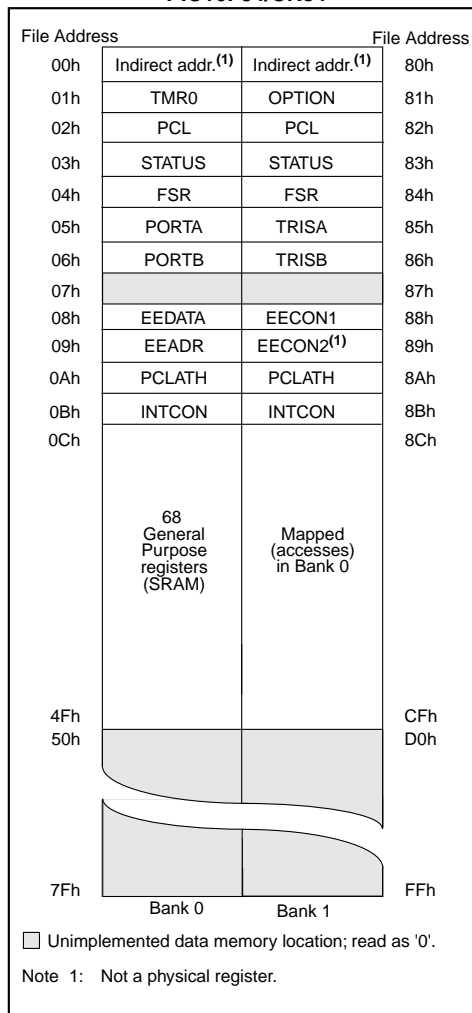 File Address File Address
00h Indirect addr.(1) Indirect addr.(1) 80h
01h TMR0 OPTION 81h
02h PCL PCL 82h
03h STATUS STATUS 83h
04h FSR FSR 84h
05h PORTA TRISA 85h
06h PORTB TRISB 86h
07h 87h
08h EEDATA EECON1 88h
09h EEADR EECON2(1) 89h
0Ah PCLATH PCLATH 8Ah
0Bh INTCON INTCON 8Bh
0Ch 8Ch
68
General
Purpose
registers
(SRAM)
Mapped
(accesses)
in Bank 0
4Fh CFh
50h D0h
7Fh FFh
Bank 0 Bank 1
Unimplemented data memory location; read as '0'.
Note 1: Not a physical register.